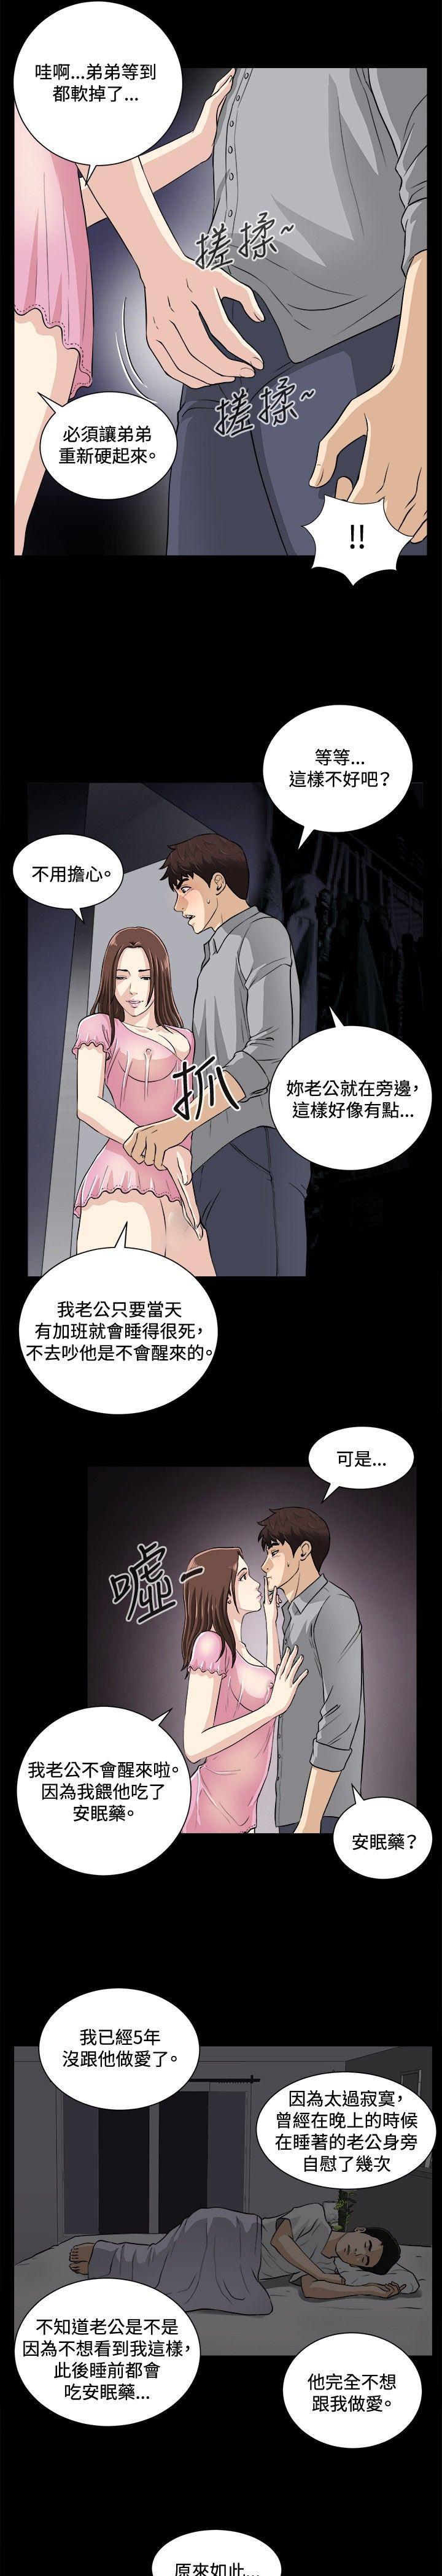 哇啊...弟弟等到
都軟掉了...
搓揉~
搓揉~
必須讓弟弟
重新硬起來。
!!
等等...
這樣不好吧?
不用擔心。
抓
妳老公就在旁邊,
這樣好像有點...
我老公只要當天
有加班就會睡得很死,
不去吵他是不會醒來的。
可是...
噓~
我老公不會醒來啦。
因為我餵他吃了
安眠藥。
安眠藥?
我已經5年
沒跟他做愛了。
因為太過寂寞,
曾經在晚上的時候
在睡著的老公身旁
自慰了幾次
不知道老公是不是
因為不想看到我這樣,
此後睡前都會
吃安眠藥...
他完全不想
跟我做愛。
原來如此...